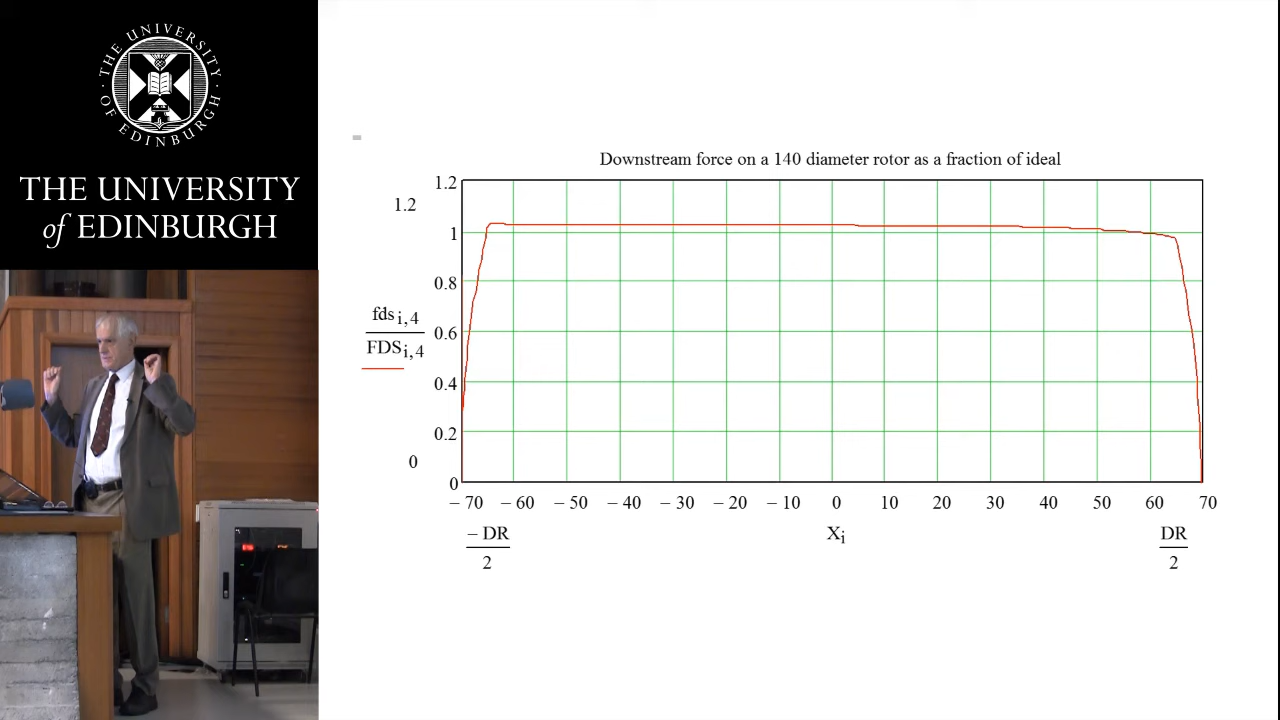 THE UNIVERSITY
OF EDINBURGH
THE UNIVERSITY
of EDINBURGH
Downstream force on a 140 diameter rotor as a fraction of ideal
1.2
1.2
1
0.8
fds i,4
FDS i,4
0.6
0.4
0.2
0
0
– 70 – 60 – 50 – 40 – 30 – 20 – 10 0 10 20 30 40 50 60 70
– DR
2
Xi
DR
2